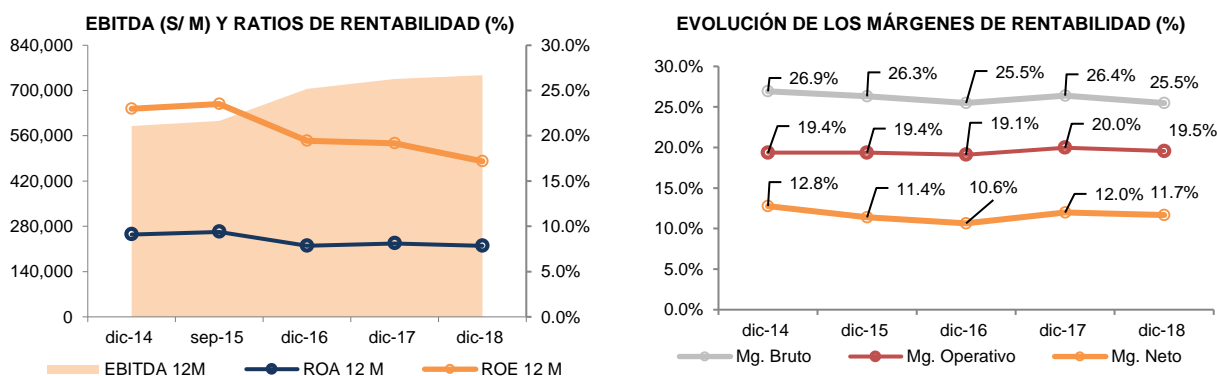 EBITDA (S/ M) Y RATIOS DE RENTABILIDAD (%)
840,000
700,000
560,000
420,000
280,000
140,000
0
30.0%
25.0%
20.0%
15.0%
10.0%
5.0%
0.0%
dic-14 sep-15 dic-16 dic-17 dic-18
EBITDA 12M ROA 12 M ROE 12 M
EVOLUCIÓN DE LOS MÁRGENES DE RENTABILIDAD (%)
30.0%
25.0%
20.0%
15.0%
10.0%
5.0%
0.0%
26.9% 26.3% 25.5% 26.4% 25.5%
19.4% 19.4% 19.1% 20.0% 19.5%
12.8% 11.4% 10.6% 12.0% 11.7%
dic-14 dic-15 dic-16 dic-17 dic-18
Mg. Bruto Mg. Operativo Mg. Neto